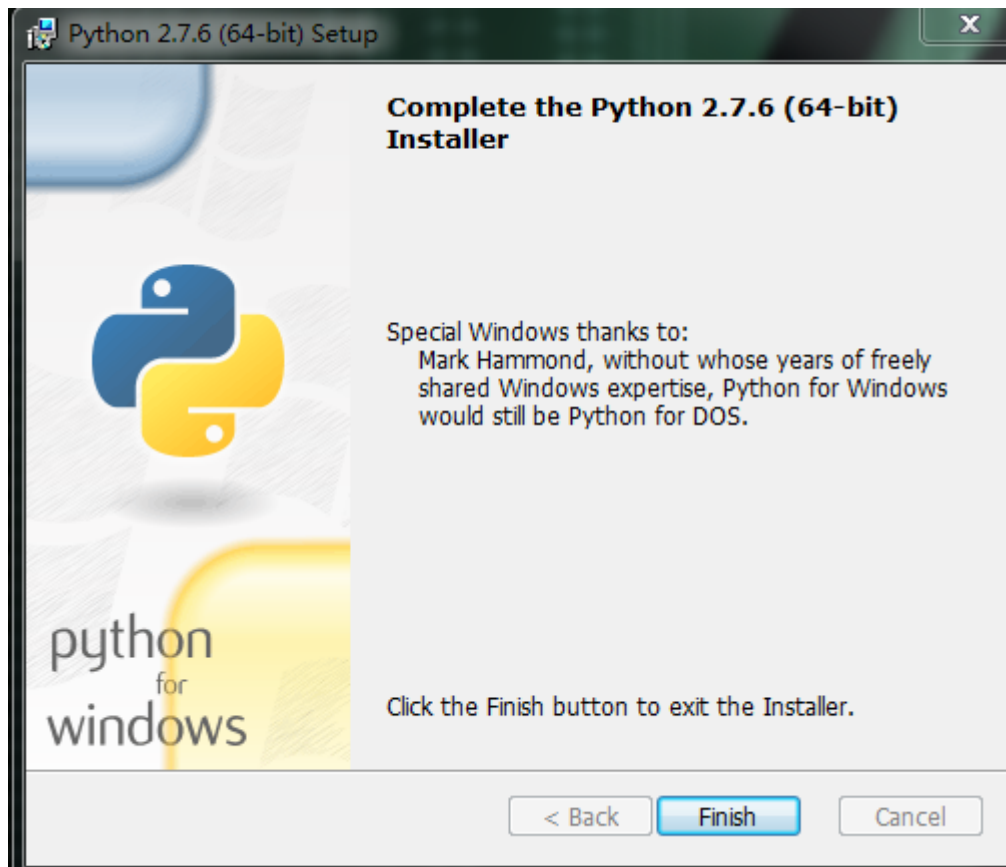 Python 2.7.6 (64-bit) Setup
x
Complete the Python 2.7.6 (64-bit)
Installer
Special Windows thanks to:
Mark Hammond, without whose years of freely
shared Windows expertise, Python for Windows
would still be Python for DOS.
python
for
windows
Click the Finish button to exit the Installer.
< Back
Finish
Cancel